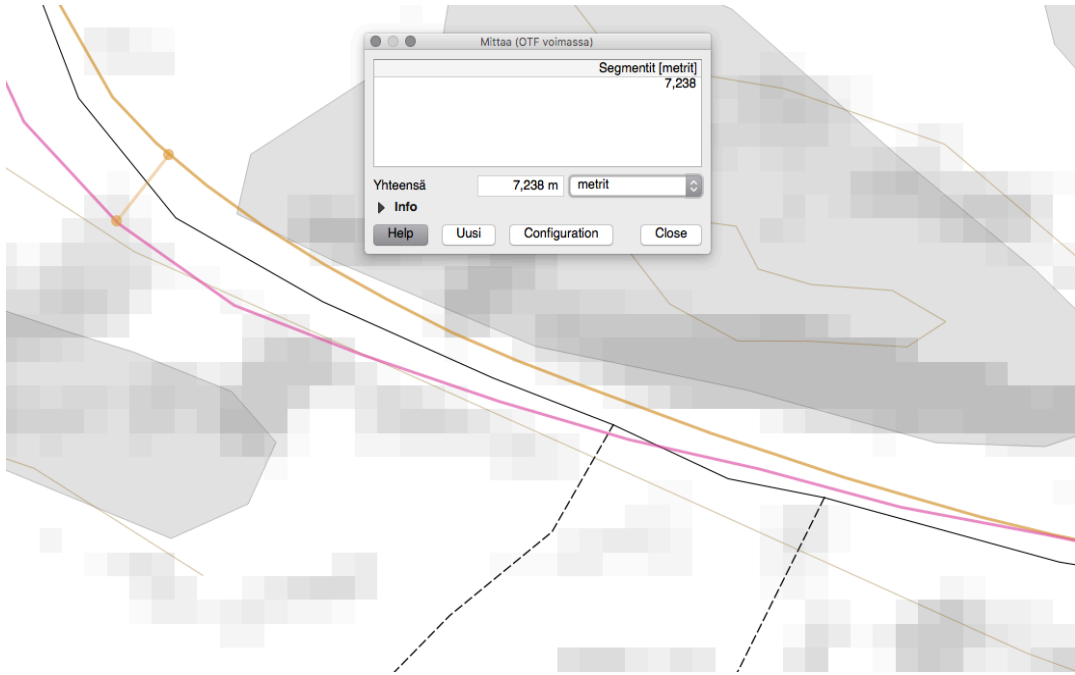 Mittaa (OTF voimassa)
Segmentit [metrit]
7,238
Yhteensä 7,238 m metrit
Info
Help Uusi Configuration Close